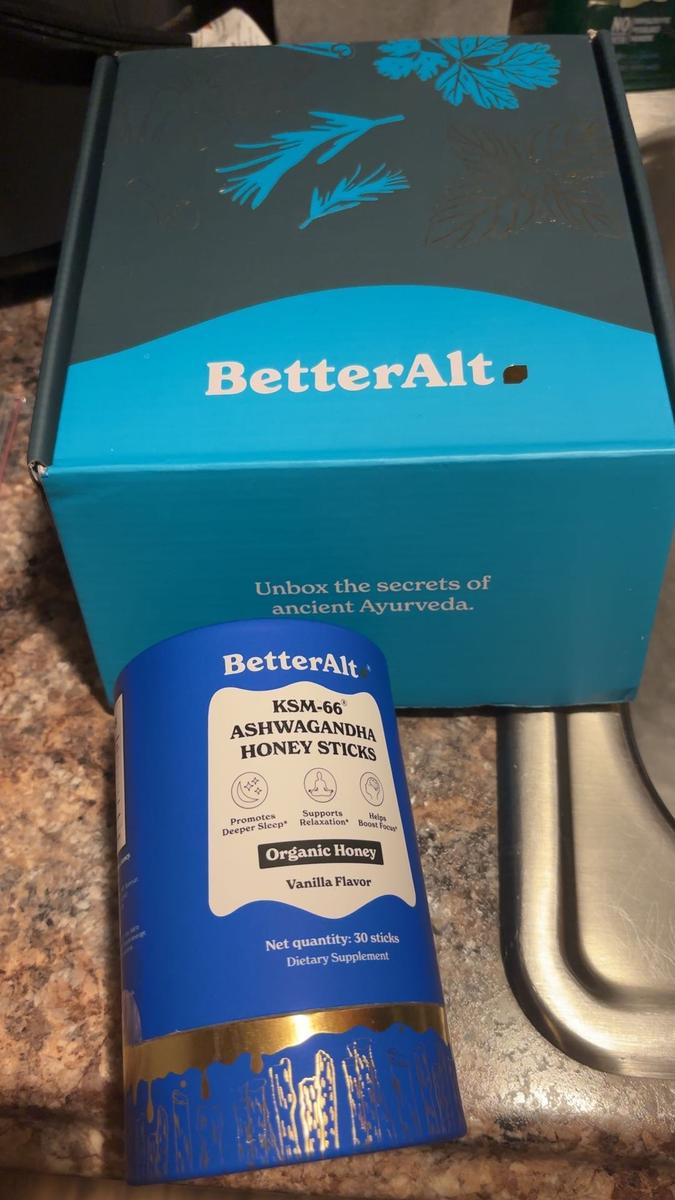 NO
BetterAlt
Unbox the secrets of
ancient Ayurveda.
BetterAlt
KSM-66®
ASHWAGANDHA
HONEY STICKS
Promotes
Deeper Sleep*
Supports
Relaxation*
Helps
Boost Focus*
Organic Honey
Vanilla Flavor
Net quantity: 30 sticks
Dietary Supplement